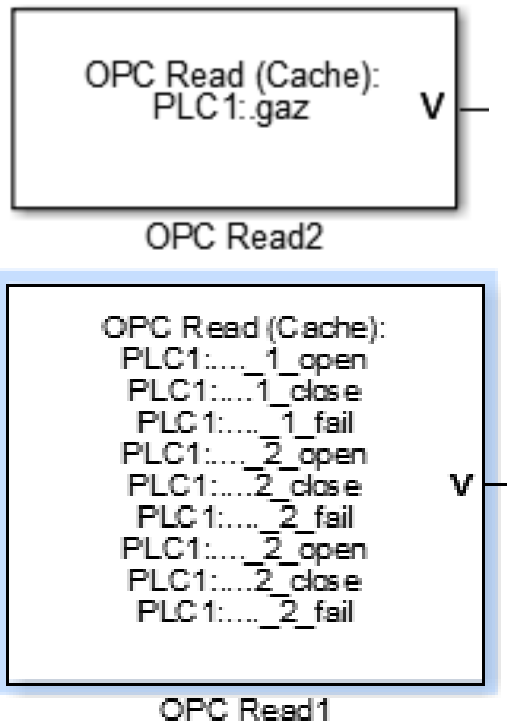 OPC Read (Cache):
PLC1:.gaz
V
OPC Read2
OPC Read (Cache):
PLC1:...._1_open
PLC1:....1_close
PLC1:...._1_fail
PLC1:...._2_open
PLC1:....2_close
PLC1:...._2_fail
PLC1:...._2_open
PLC1:....2_close
PLC1:...._2_fail
V
OPC Read1